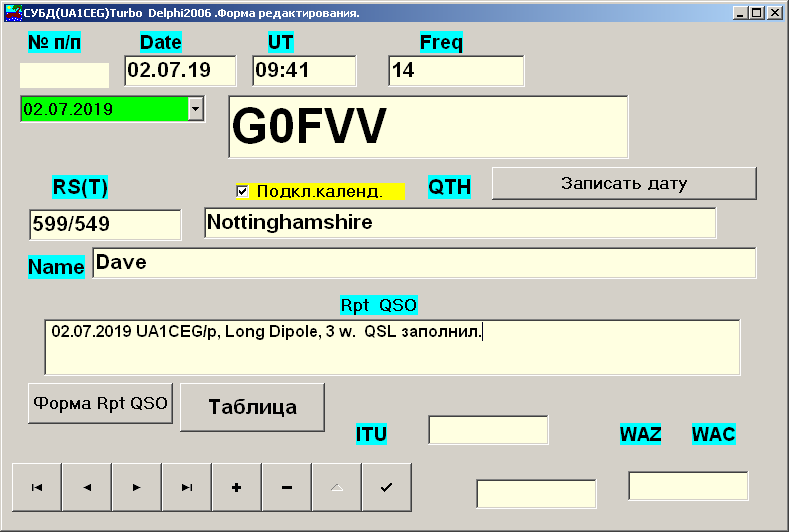 СУБД(UA1CEG)Turbo Delphi2006 .Форма редактирования.
№ п/п Date UT Freq
02.07.19 09:41 14
02.07.2019
G0FVV
RS(T) Подкл.календ. QTH Записать дату
599/549 Nottinghamshire
Name Dave
Rpt QSO
02.07.2019 UA1CEG/p, Long Dipole, 3 w. QSL заполнил.
Форма Rpt QSO Таблица
ITU WAZ WAC